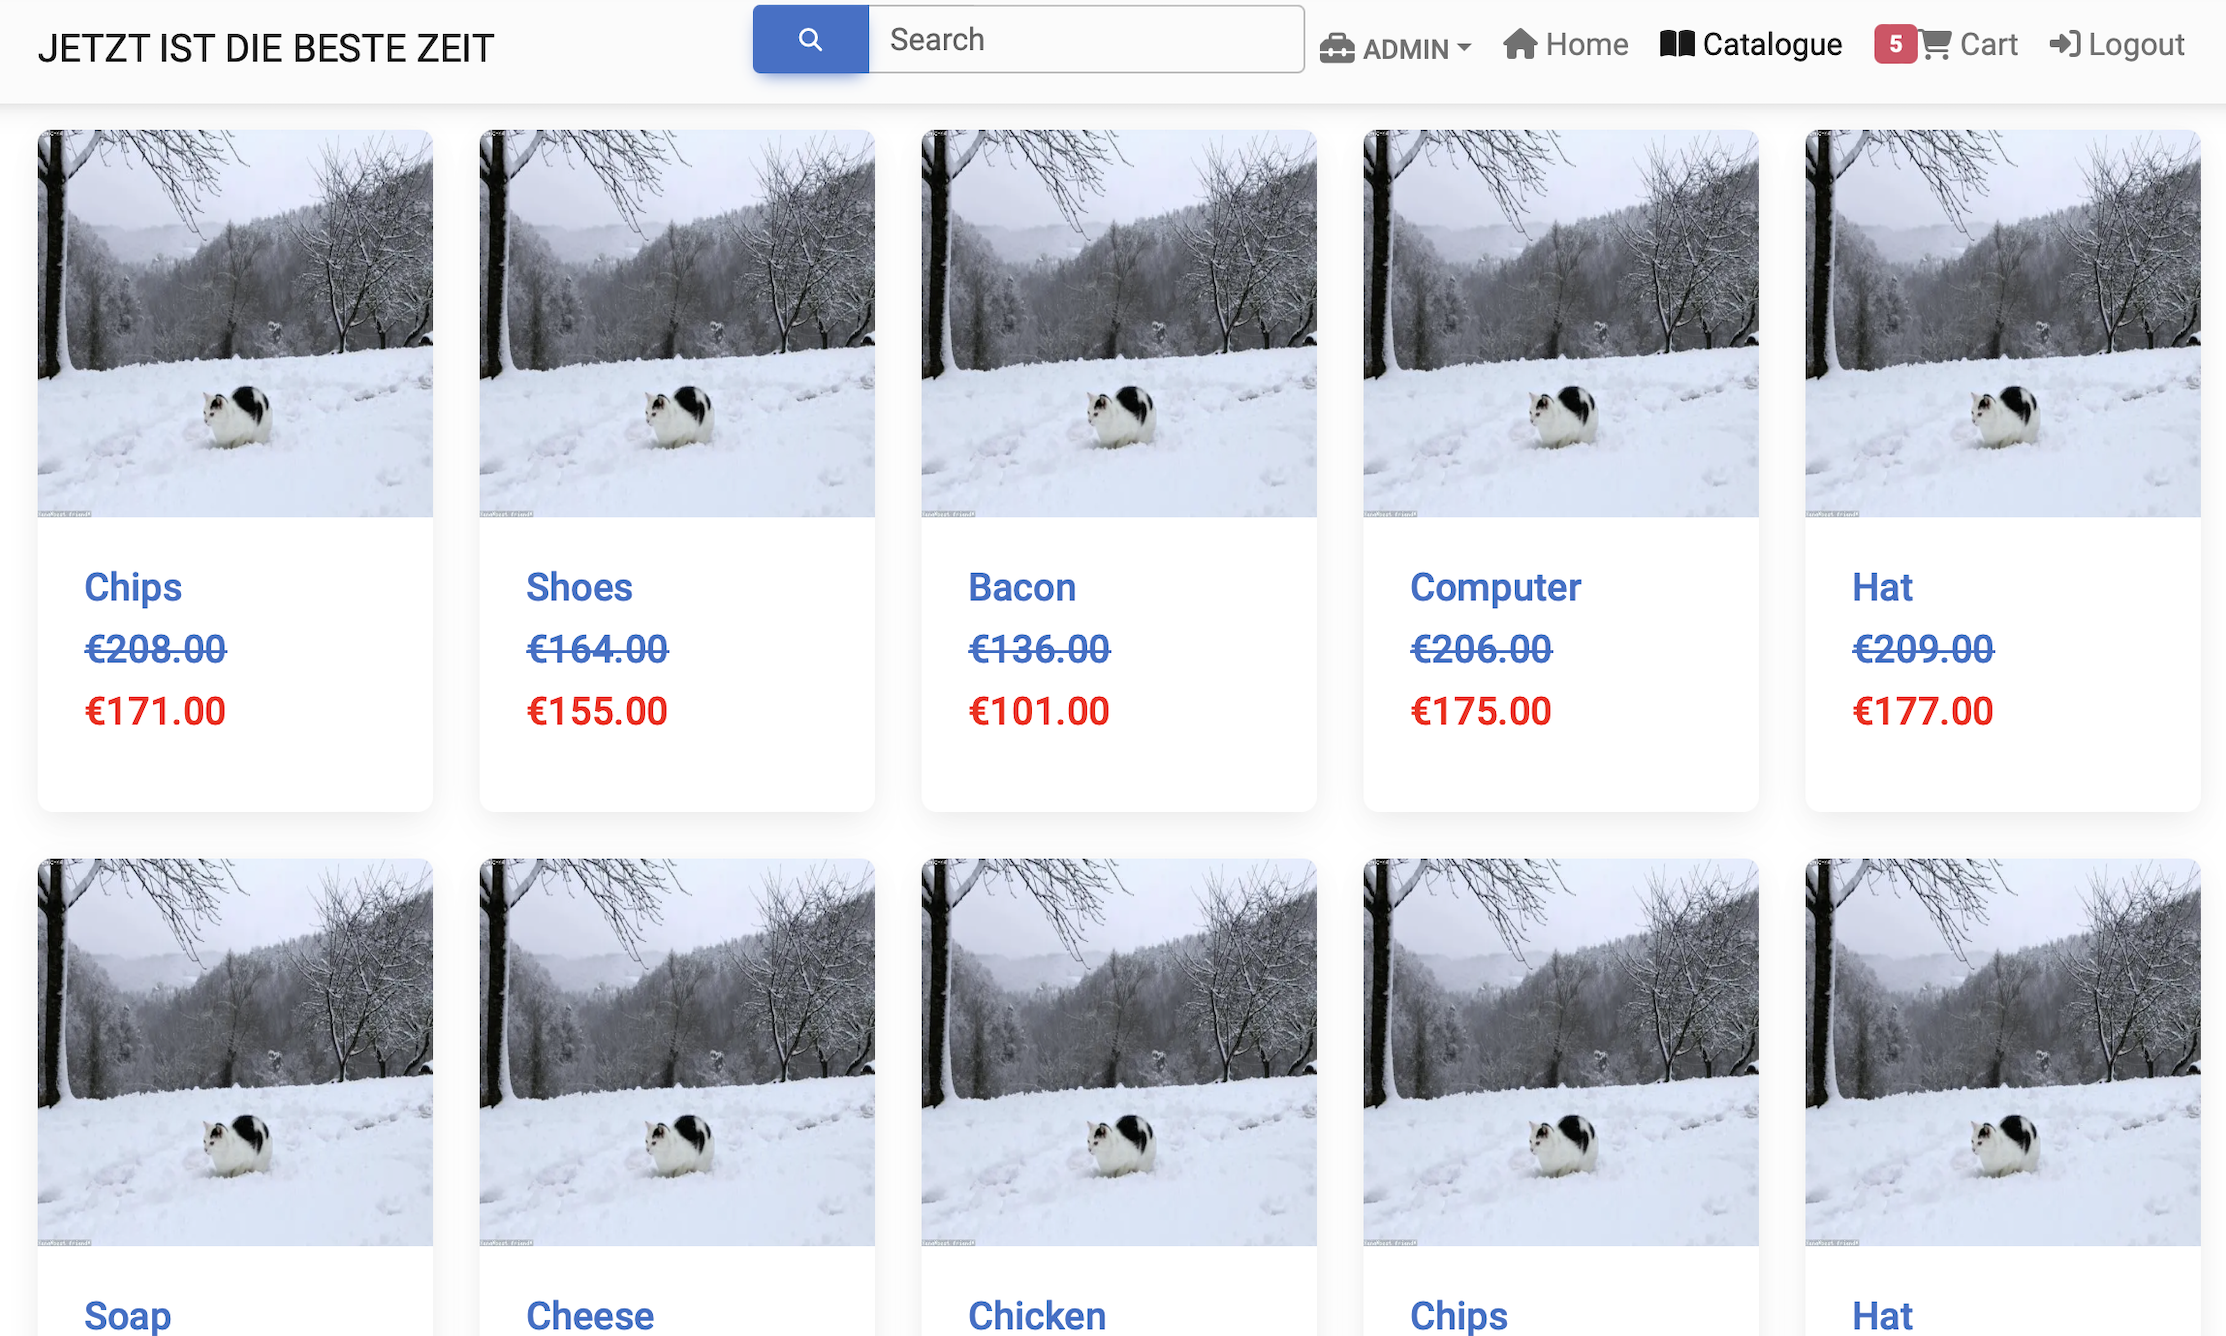 JETZT IST DIE BESTE ZEIT
Search
ADMIN
Home
Catalogue
5
Cart
Logout
Chips
€208.00
€171.00
Shoes
€164.00
€155.00
Bacon
€136.00
€101.00
Computer
€206.00
€175.00
Hat
€209.00
€177.00
Soap
Cheese
Chicken
Chips
Hat